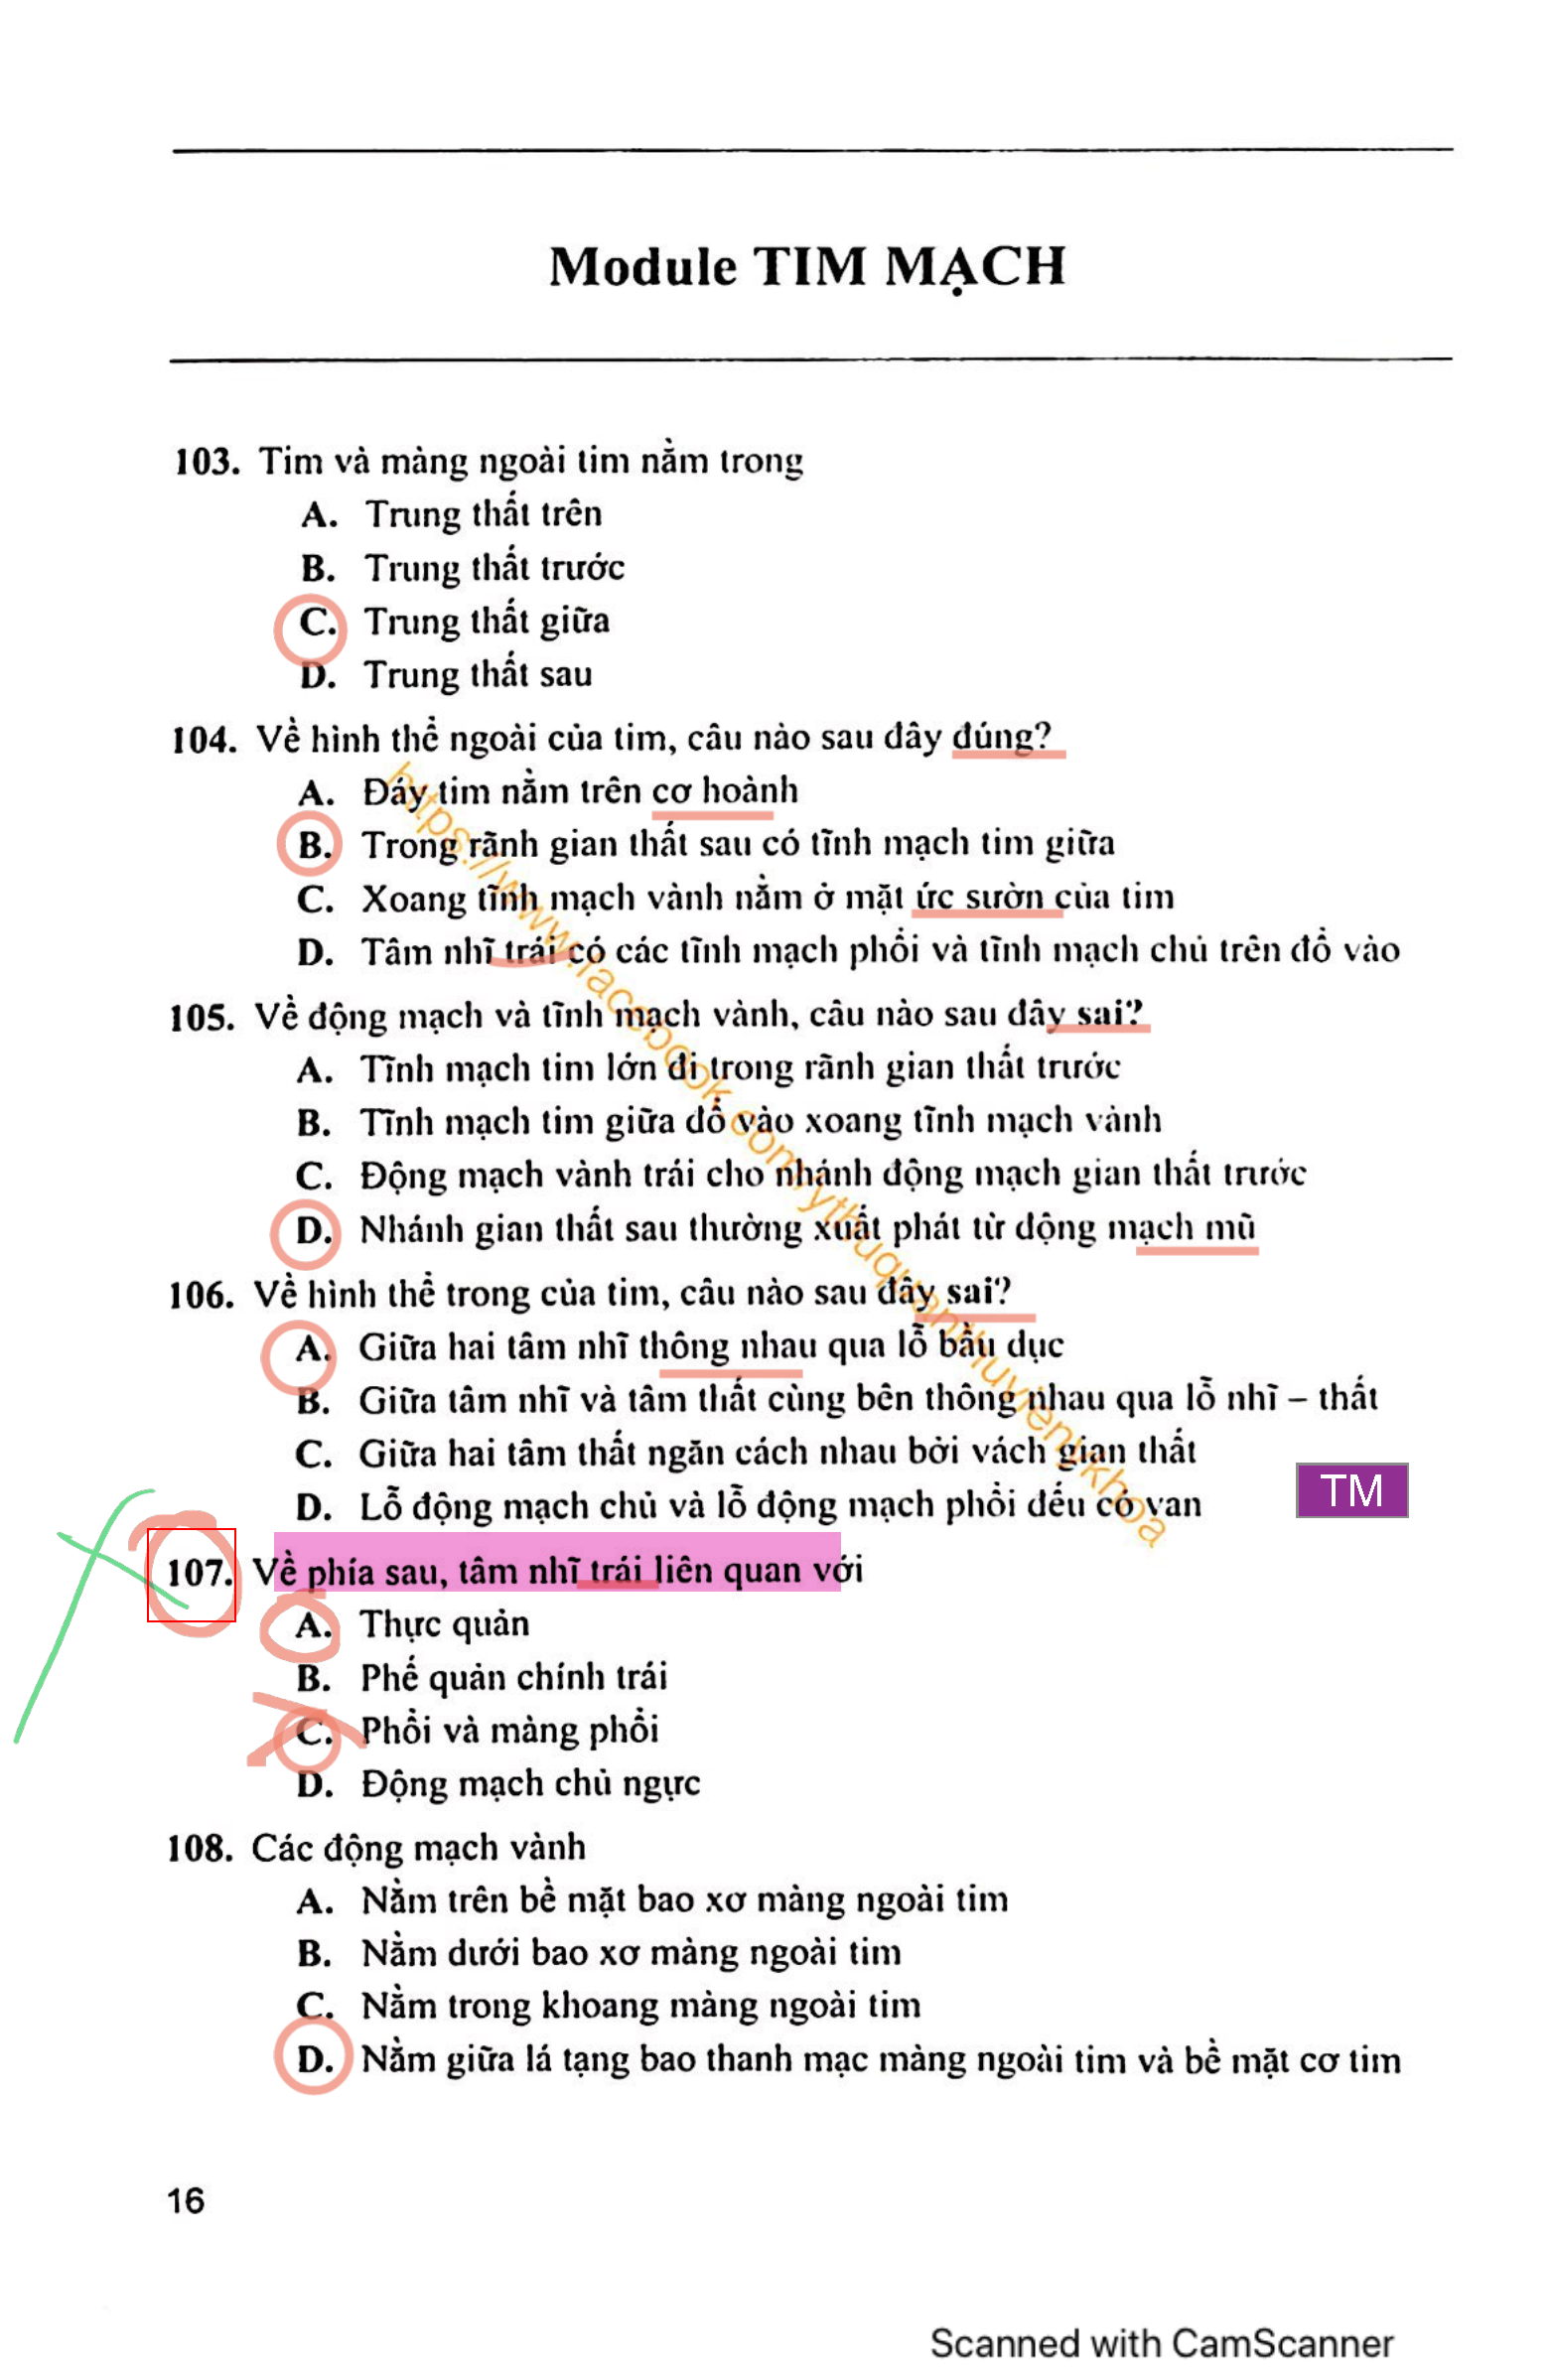 Module TIM MẠCH
103. Tim và màng ngoài tim nằm trong
A. Trung thất trên
B. Trung thất trước
C. Trung thất giữa
D. Trung thất sau
104. Về hình thể ngoài của tim, câu nào sau đây đúng?
A. Đáy tim nằm trên cơ hoành
B. Trong rãnh gian thất sau có tĩnh mạch tim giữa
C. Xoang tĩnh mạch vành nằm ở mặt ức sườn của tim
D. Tâm nhĩ trái có các tĩnh mạch phổi và tĩnh mạch chủ trên đổ vào
105. Về động mạch và tĩnh mạch vành, câu nào sau đây sai?
A. Tĩnh mạch tim lớn đi trong rãnh gian thất trước
B. Tĩnh mạch tim giữa đổ vào xoang tĩnh mạch vành
C. Động mạch vành trái cho nhánh động mạch gian thất trước
D. Nhánh gian thất sau thường xuất phát từ động mạch mũ
106. Về hình thể trong của tim, câu nào sau đây sai?
A. Giữa hai tâm nhĩ thông nhau qua lỗ bầu dục
B. Giữa tâm nhĩ và tâm thất cùng bên thông nhau qua lỗ nhĩ – thất
C. Giữa hai tâm thất ngăn cách nhau bởi vách gian thất
D. Lỗ động mạch chủ và lỗ động mạch phổi đều có van
TM
107. Về phía sau, tâm nhĩ trái liên quan với
A. Thực quản
B. Phế quản chính trái
C. Phổi và màng phổi
D. Động mạch chủ ngực
108. Các động mạch vành
A. Nằm trên bề mặt bao xơ màng ngoài tim
B. Nằm dưới bao xơ màng ngoài tim
C. Nằm trong khoang màng ngoài tim
D. Nằm giữa lá tạng bao thanh mạc màng ngoài tim và bề mặt cơ tim
https://www.facebook.com/ythuquanthuvienykhoa
16
Scanned with CamScanner